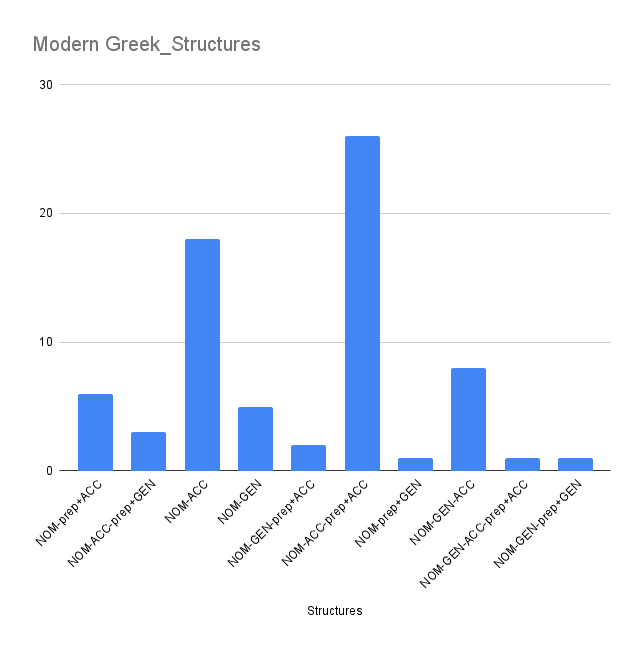 Modern Greek_Structures
30
20
10
0
NOM-prep+ACC
NOM-ACC-prep+GEN
NOM-ACC
NOM-GEN
NOM-GEN-prep+ACC
NOM-ACC-prep+ACC
NOM-prep+GEN
NOM-GEN-ACC
NOM-GEN-ACC-prep+ACC
NOM-GEN-prep+GEN
Structures